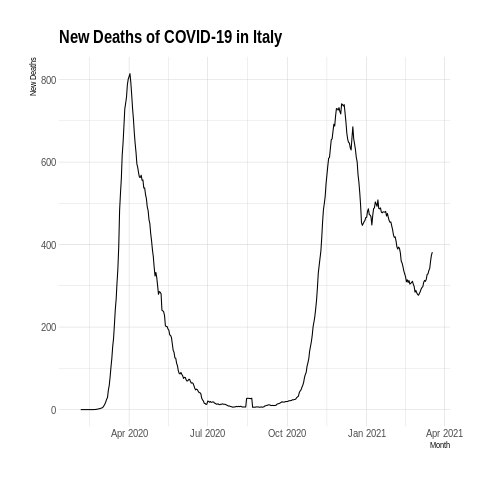 New Deaths of COVID-19 in Italy
New Deaths
800
600
400
200
0
Apr 2020 Jul 2020 Oct 2020 Jan 2021 Apr 2021
Month